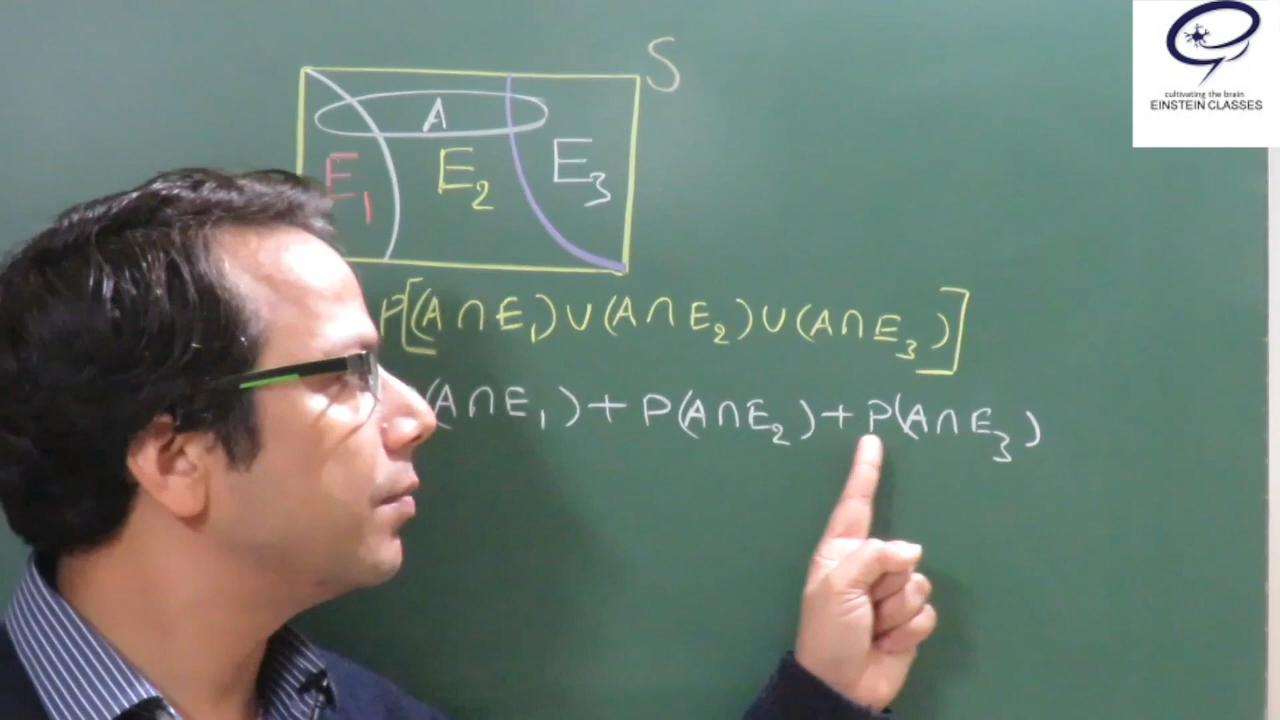 S
A
E₁ E₂ E₃
P[(A∩E₁)∪(A∩E₂)∪(A∩E₃)]
(A∩E₁)+P(A∩E₂)+P(A∩E₃)
cultivating the brain
EINSTEIN CLASSES